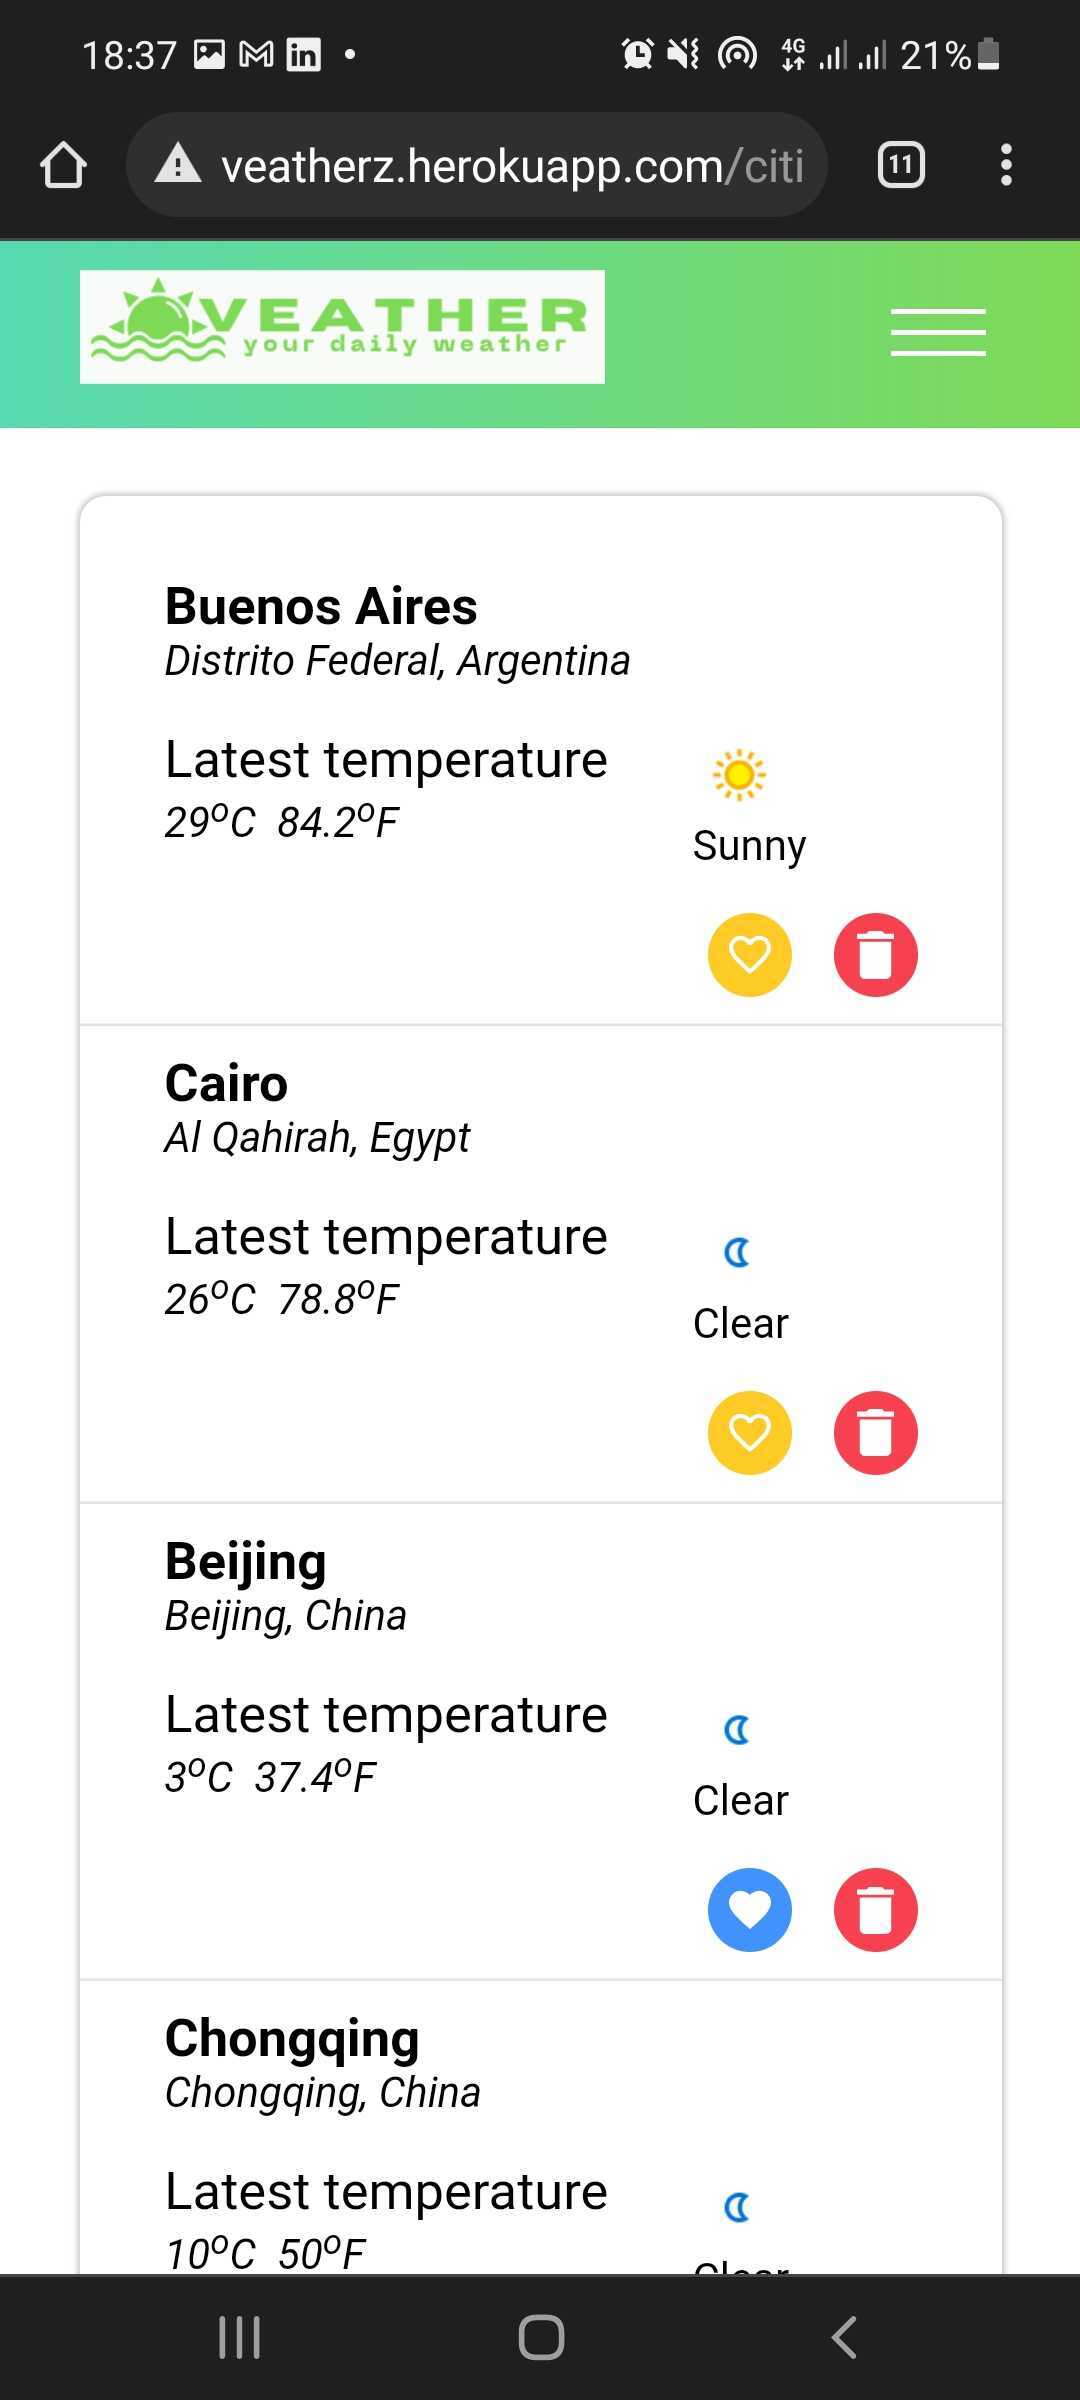 18:37
4G
21%
veatherz.herokuapp.com/citi
11
VEATHER
your daily weather
Buenos Aires
Distrito Federal, Argentina
Latest temperature
29°C 84.2°F
Sunny
Cairo
Al Qahirah, Egypt
Latest temperature
26°C 78.8°F
Clear
Beijing
Beijing, China
Latest temperature
3°C 37.4°F
Clear
Chongqing
Chongqing, China
Latest temperature
10°C 50°F
Clear